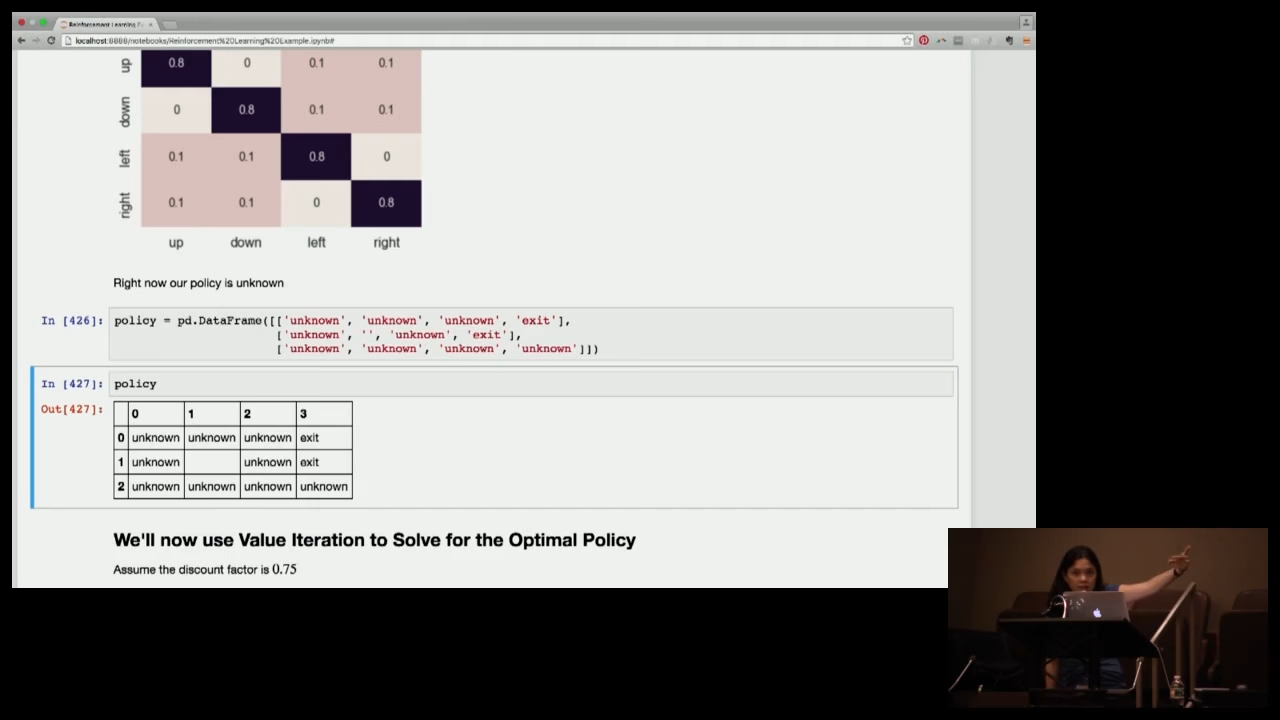 Reinforcement Learning Ex
localhost:8888/notebooks/Reinforcement%20Learning%20Example.ipynb#
up 0.8 0 0.1 0.1
down 0 0.8 0.1 0.1
left 0.1 0.1 0.8 0
right 0.1 0.1 0 0.8
up down left right
Right now our policy is unknown
In [426]: policy = pd.DataFrame([['unknown', 'unknown', 'unknown', 'exit'],
['unknown', '', 'unknown', 'exit'],
['unknown', 'unknown', 'unknown', 'unknown']])
In [427]: policy
Out[427]:
0 1 2 3
0 unknown unknown unknown exit
1 unknown unknown exit
2 unknown unknown unknown unknown
We'll now use Value Iteration to Solve for the Optimal Policy
Assume the discount factor is 0.75